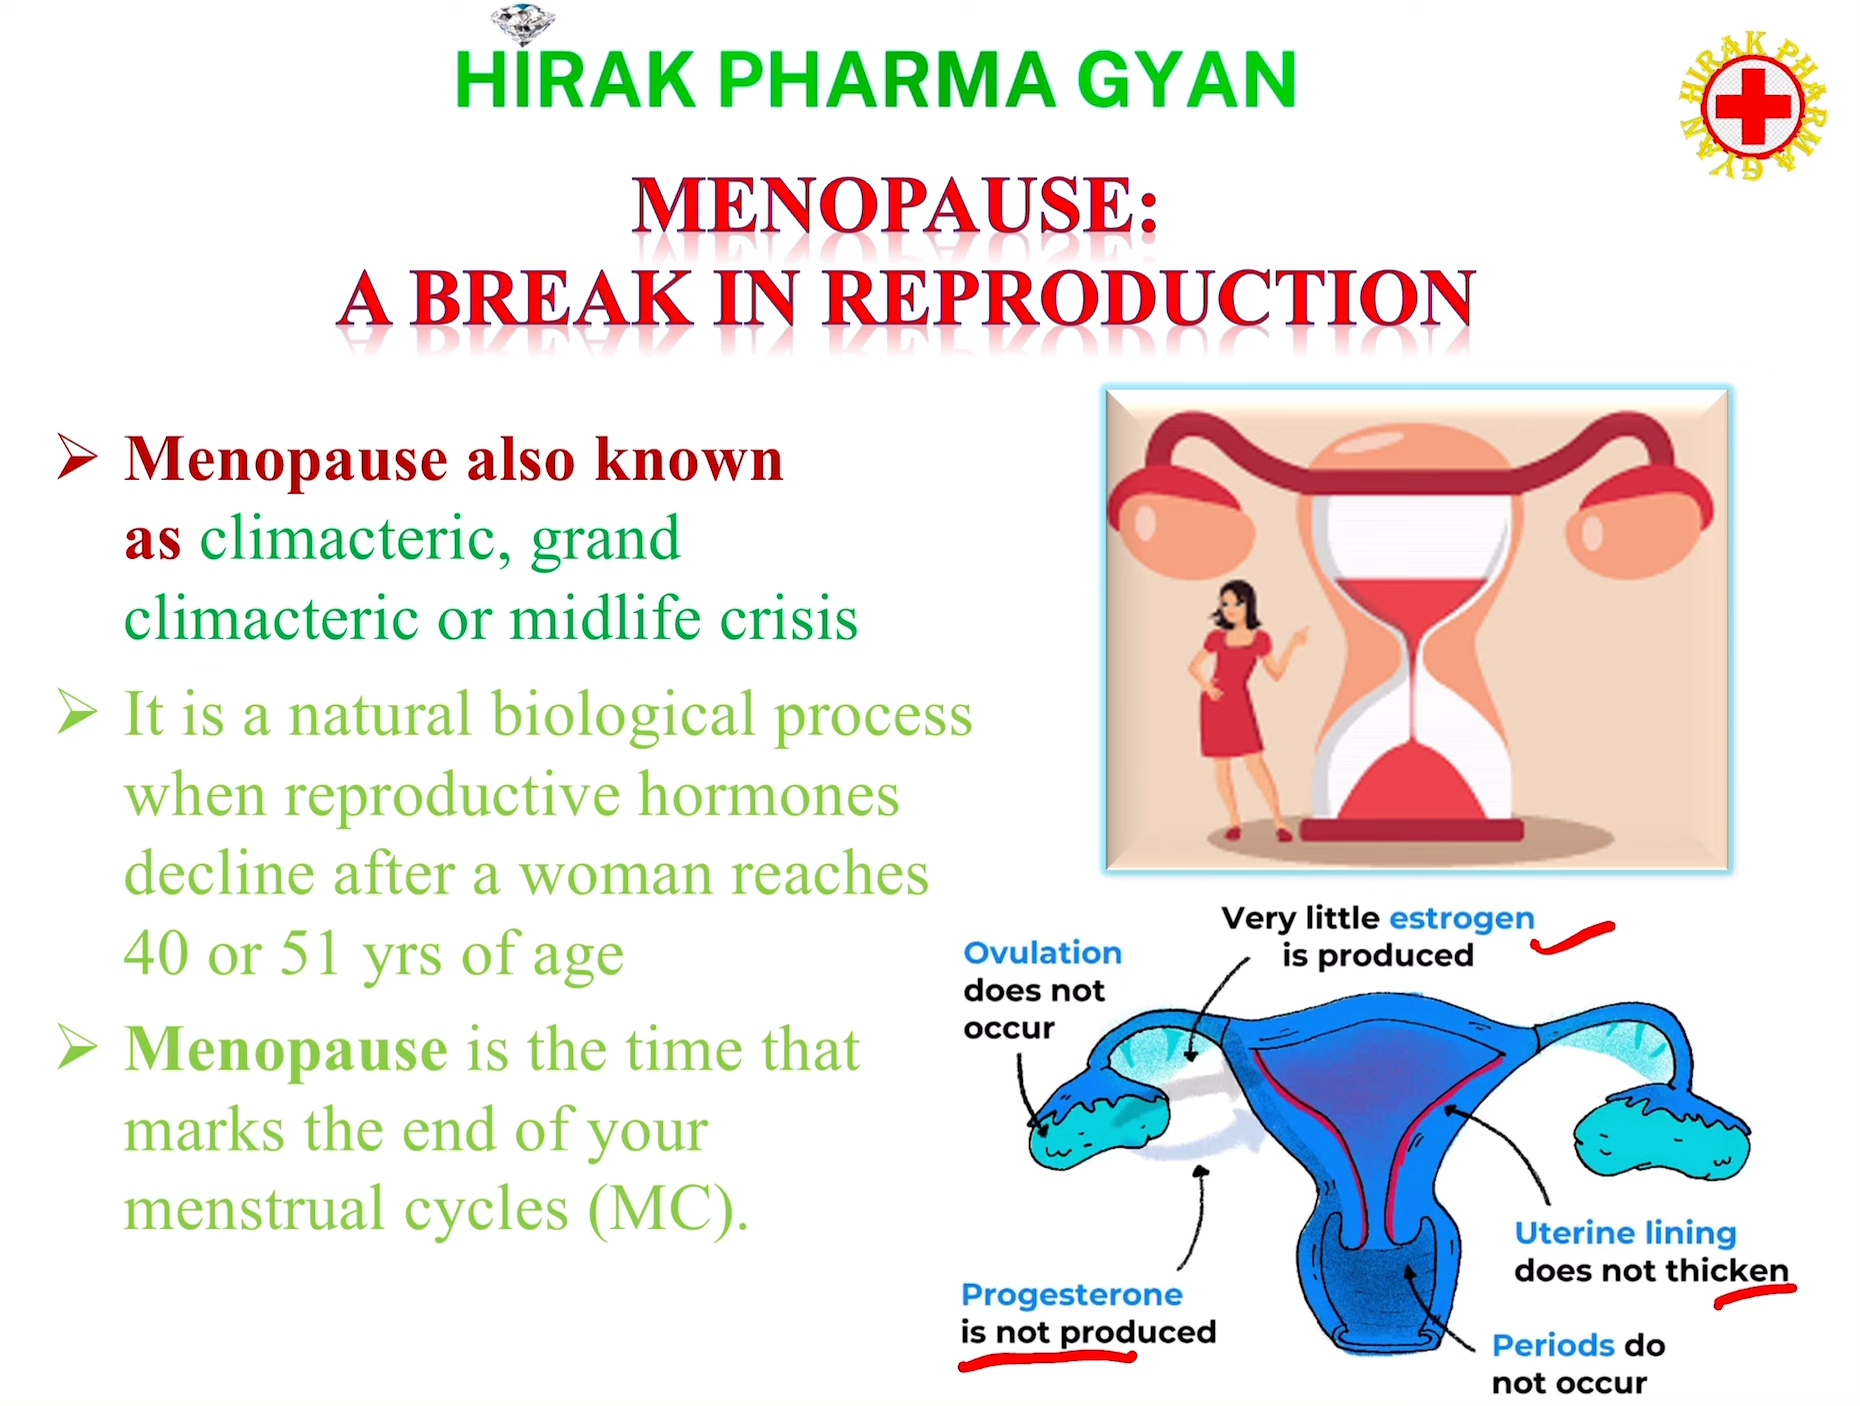 HIRAK PHARMA GYAN
HIRAK PHARMA GYAN
MENOPAUSE:
A BREAK IN REPRODUCTION
➢ Menopause also known
as climacteric, grand
climacteric or midlife crisis
➢ It is a natural biological process
when reproductive hormones
decline after a woman reaches
40 or 51 yrs of age
➢ Menopause is the time that
marks the end of your
menstrual cycles (MC).
Very little estrogen
is produced
Ovulation
does not
occur
Uterine lining
does not thicken
Progesterone
is not produced
Periods do
not occur